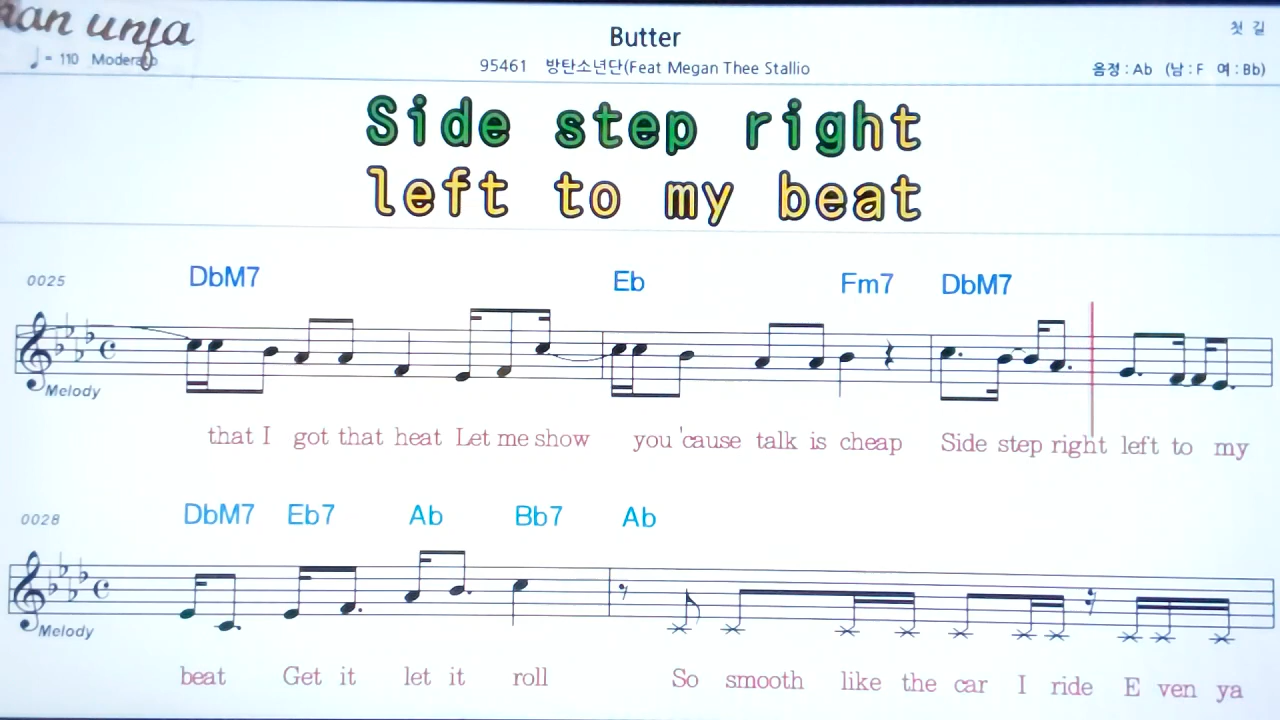 Butter
첫 길
♩= 110 Moderato
95461 방탄소년단(Feat Megan Thee Stallio
음정 : Ab (남 : F 여 : Bb)
Side step right
left to my beat
0025 DbM7 Eb Fm7 DbM7
Melody
that I got that heat Let me show you 'cause talk is cheap Side step right left to my
0028 DbM7 Eb7 Ab Bb7 Ab
Melody
beat Get it let it roll So smooth like the car I ride E ven ya